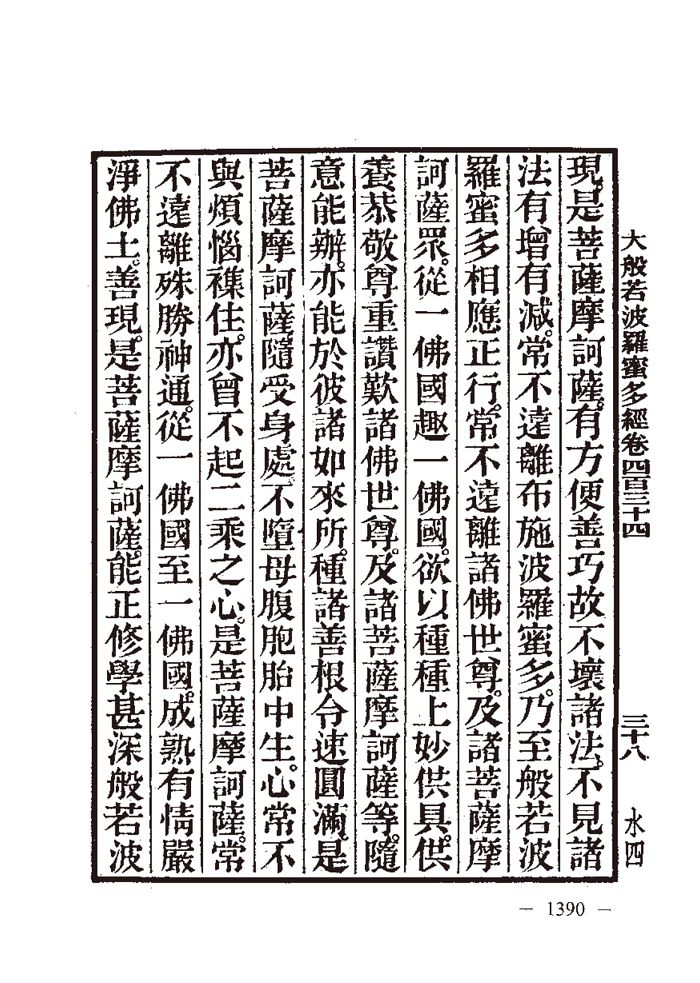 大般若波羅蜜多經卷四百三十四 三十八 水四
現。是菩薩摩訶薩。有方便善巧故不壞諸法。不見諸
法有增有減。常不遠離布施波羅蜜多。乃至般若波
羅蜜多相應正行。常不遠離諸佛世尊。及諸菩薩摩
訶薩眾。從一佛國趣一佛國。欲以種種上妙供具。供
養恭敬尊重讚歎諸佛世尊。及諸菩薩摩訶薩等。隨
意能辦。亦能於彼諸如來所。種諸善根令速圓滿。是
菩薩摩訶薩隨受身處。不墮母腹胞胎中生。心常不
與煩惱襍住。亦曾不起二乘之心。是菩薩摩訶薩。常
不遠離殊勝神通。從一佛國至一佛國。成熟有情嚴
淨佛土。善現。是菩薩摩訶薩。能正修學甚深般若波
— 1390 —